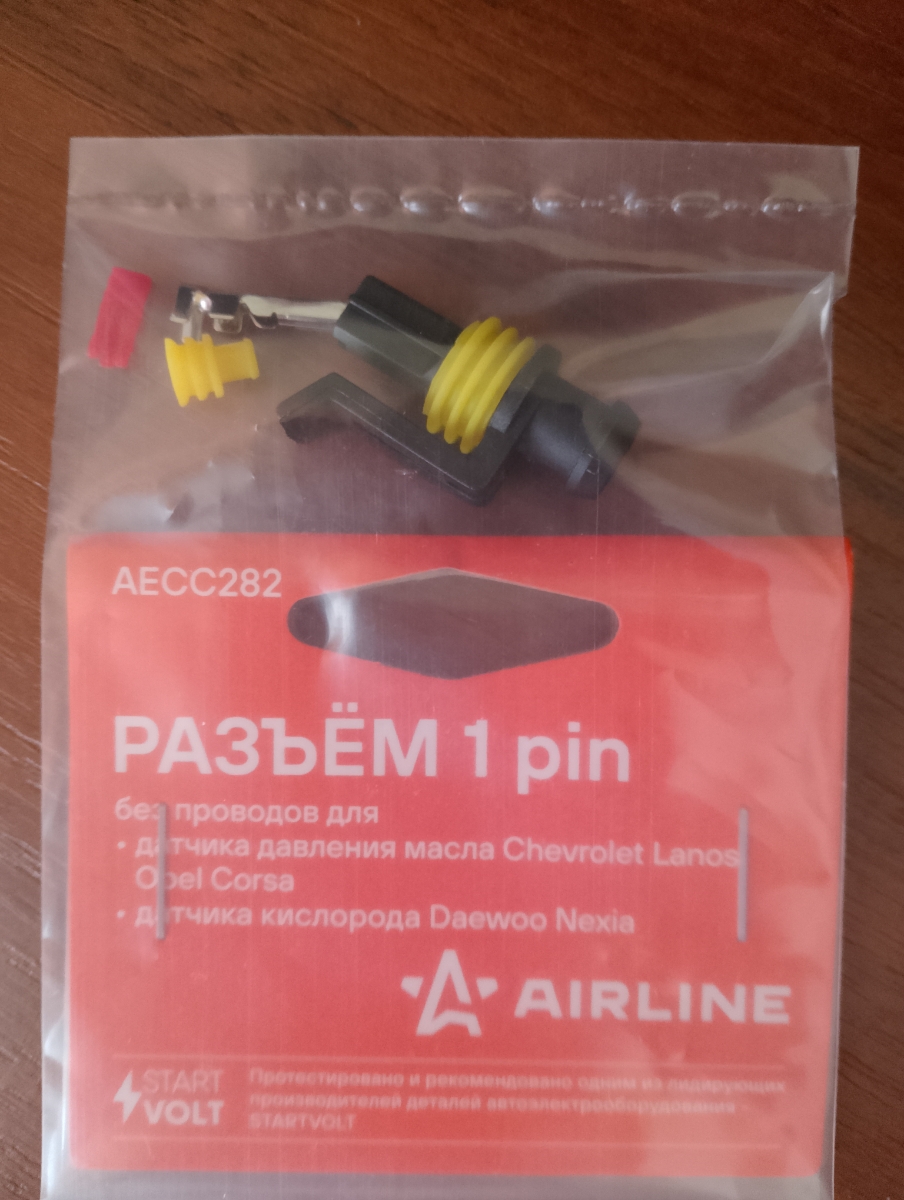 AECC282
РАЗЪЁМ 1 pin
без проводов для
• датчика давления масла Chevrolet Lanos
Opel Corsa
• датчика кислорода Daewoo Nexia
AIRLINE
START
VOLT
Протестировано и рекомендовано одним из лидирующих
производителей деталей автоэлектрооборудования -
STARTVOLT